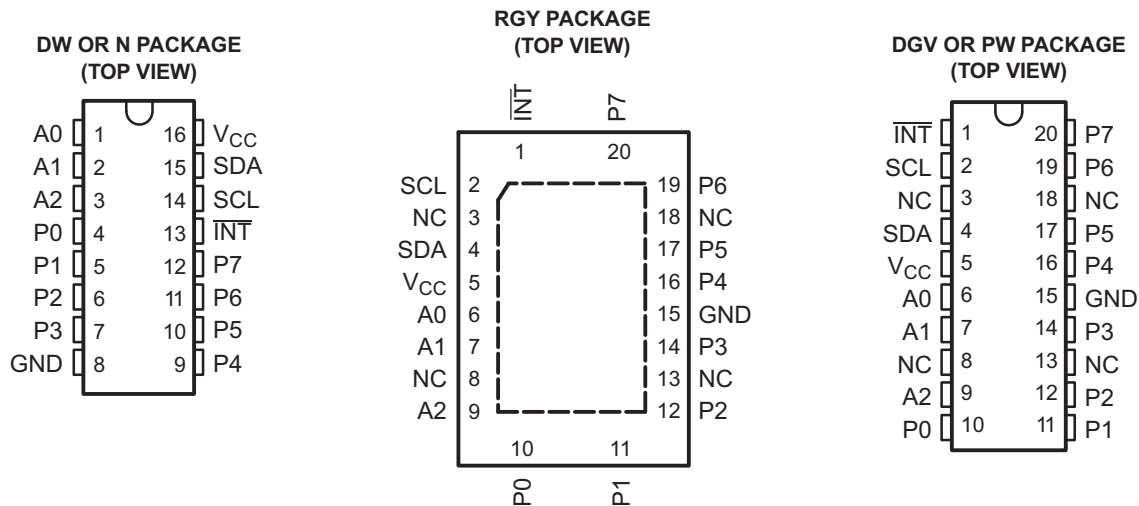 DW OR N PACKAGE
(TOP VIEW)
A0 1 16 VCC
A1 2 15 SDA
A2 3 14 SCL
P0 4 13 INT
P1 5 12 P7
P2 6 11 P6
P3 7 10 P5
GND 8 9 P4
RGY PACKAGE
(TOP VIEW)
INT P7
1 20
SCL 2 19 P6
NC 3 18 NC
SDA 4 17 P5
VCC 5 16 P4
A0 6 15 GND
A1 7 14 P3
NC 8 13 NC
A2 9 12 P2
10 11
P0 P1
DGV OR PW PACKAGE
(TOP VIEW)
INT 1 20 P7
SCL 2 19 P6
NC 3 18 NC
SDA 4 17 P5
VCC 5 16 P4
A0 6 15 GND
A1 7 14 P3
NC 8 13 NC
A2 9 12 P2
P0 10 11 P1